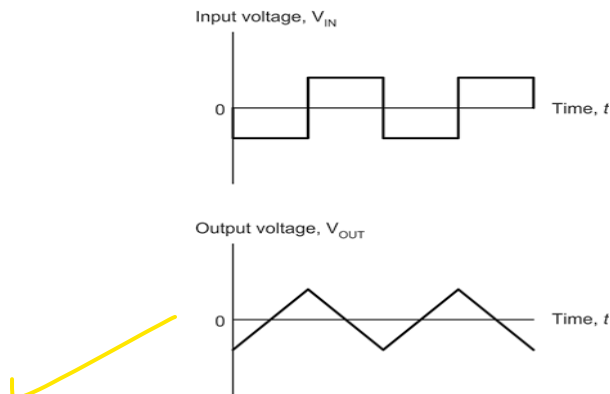 Input voltage, V_IN
0
Time, t
Output voltage, V_OUT
0
Time, t